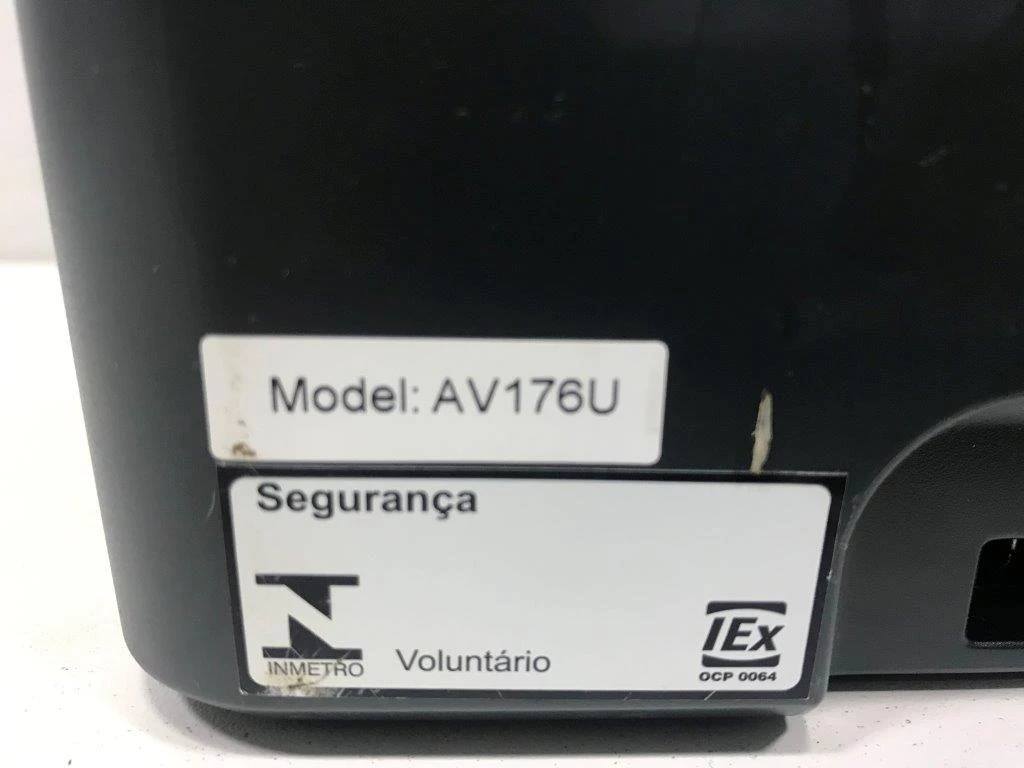 Model: AV176U
Segurança
INMETRO
Voluntário
IEx
OCP 0064